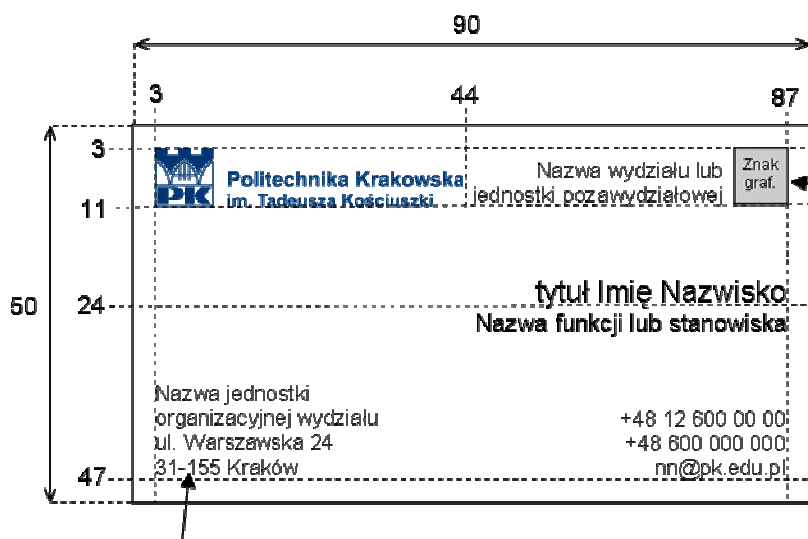 90
3 44 87
3
PK
Politechnika Krakowska
im. Tadeusza Kościuszki
Nazwa wydziału lub
jednostki pozawydziałowej
Znak
graf.
11
50
24
tytuł Imię Nazwisko
Nazwa funkcji lub stanowiska
Nazwa jednostki
organizacyjnej wydziału
ul. Warszawska 24
31-155 Kraków
+48 12 600 00 00
+48 600 000 000
nn@pk.edu.pl
47